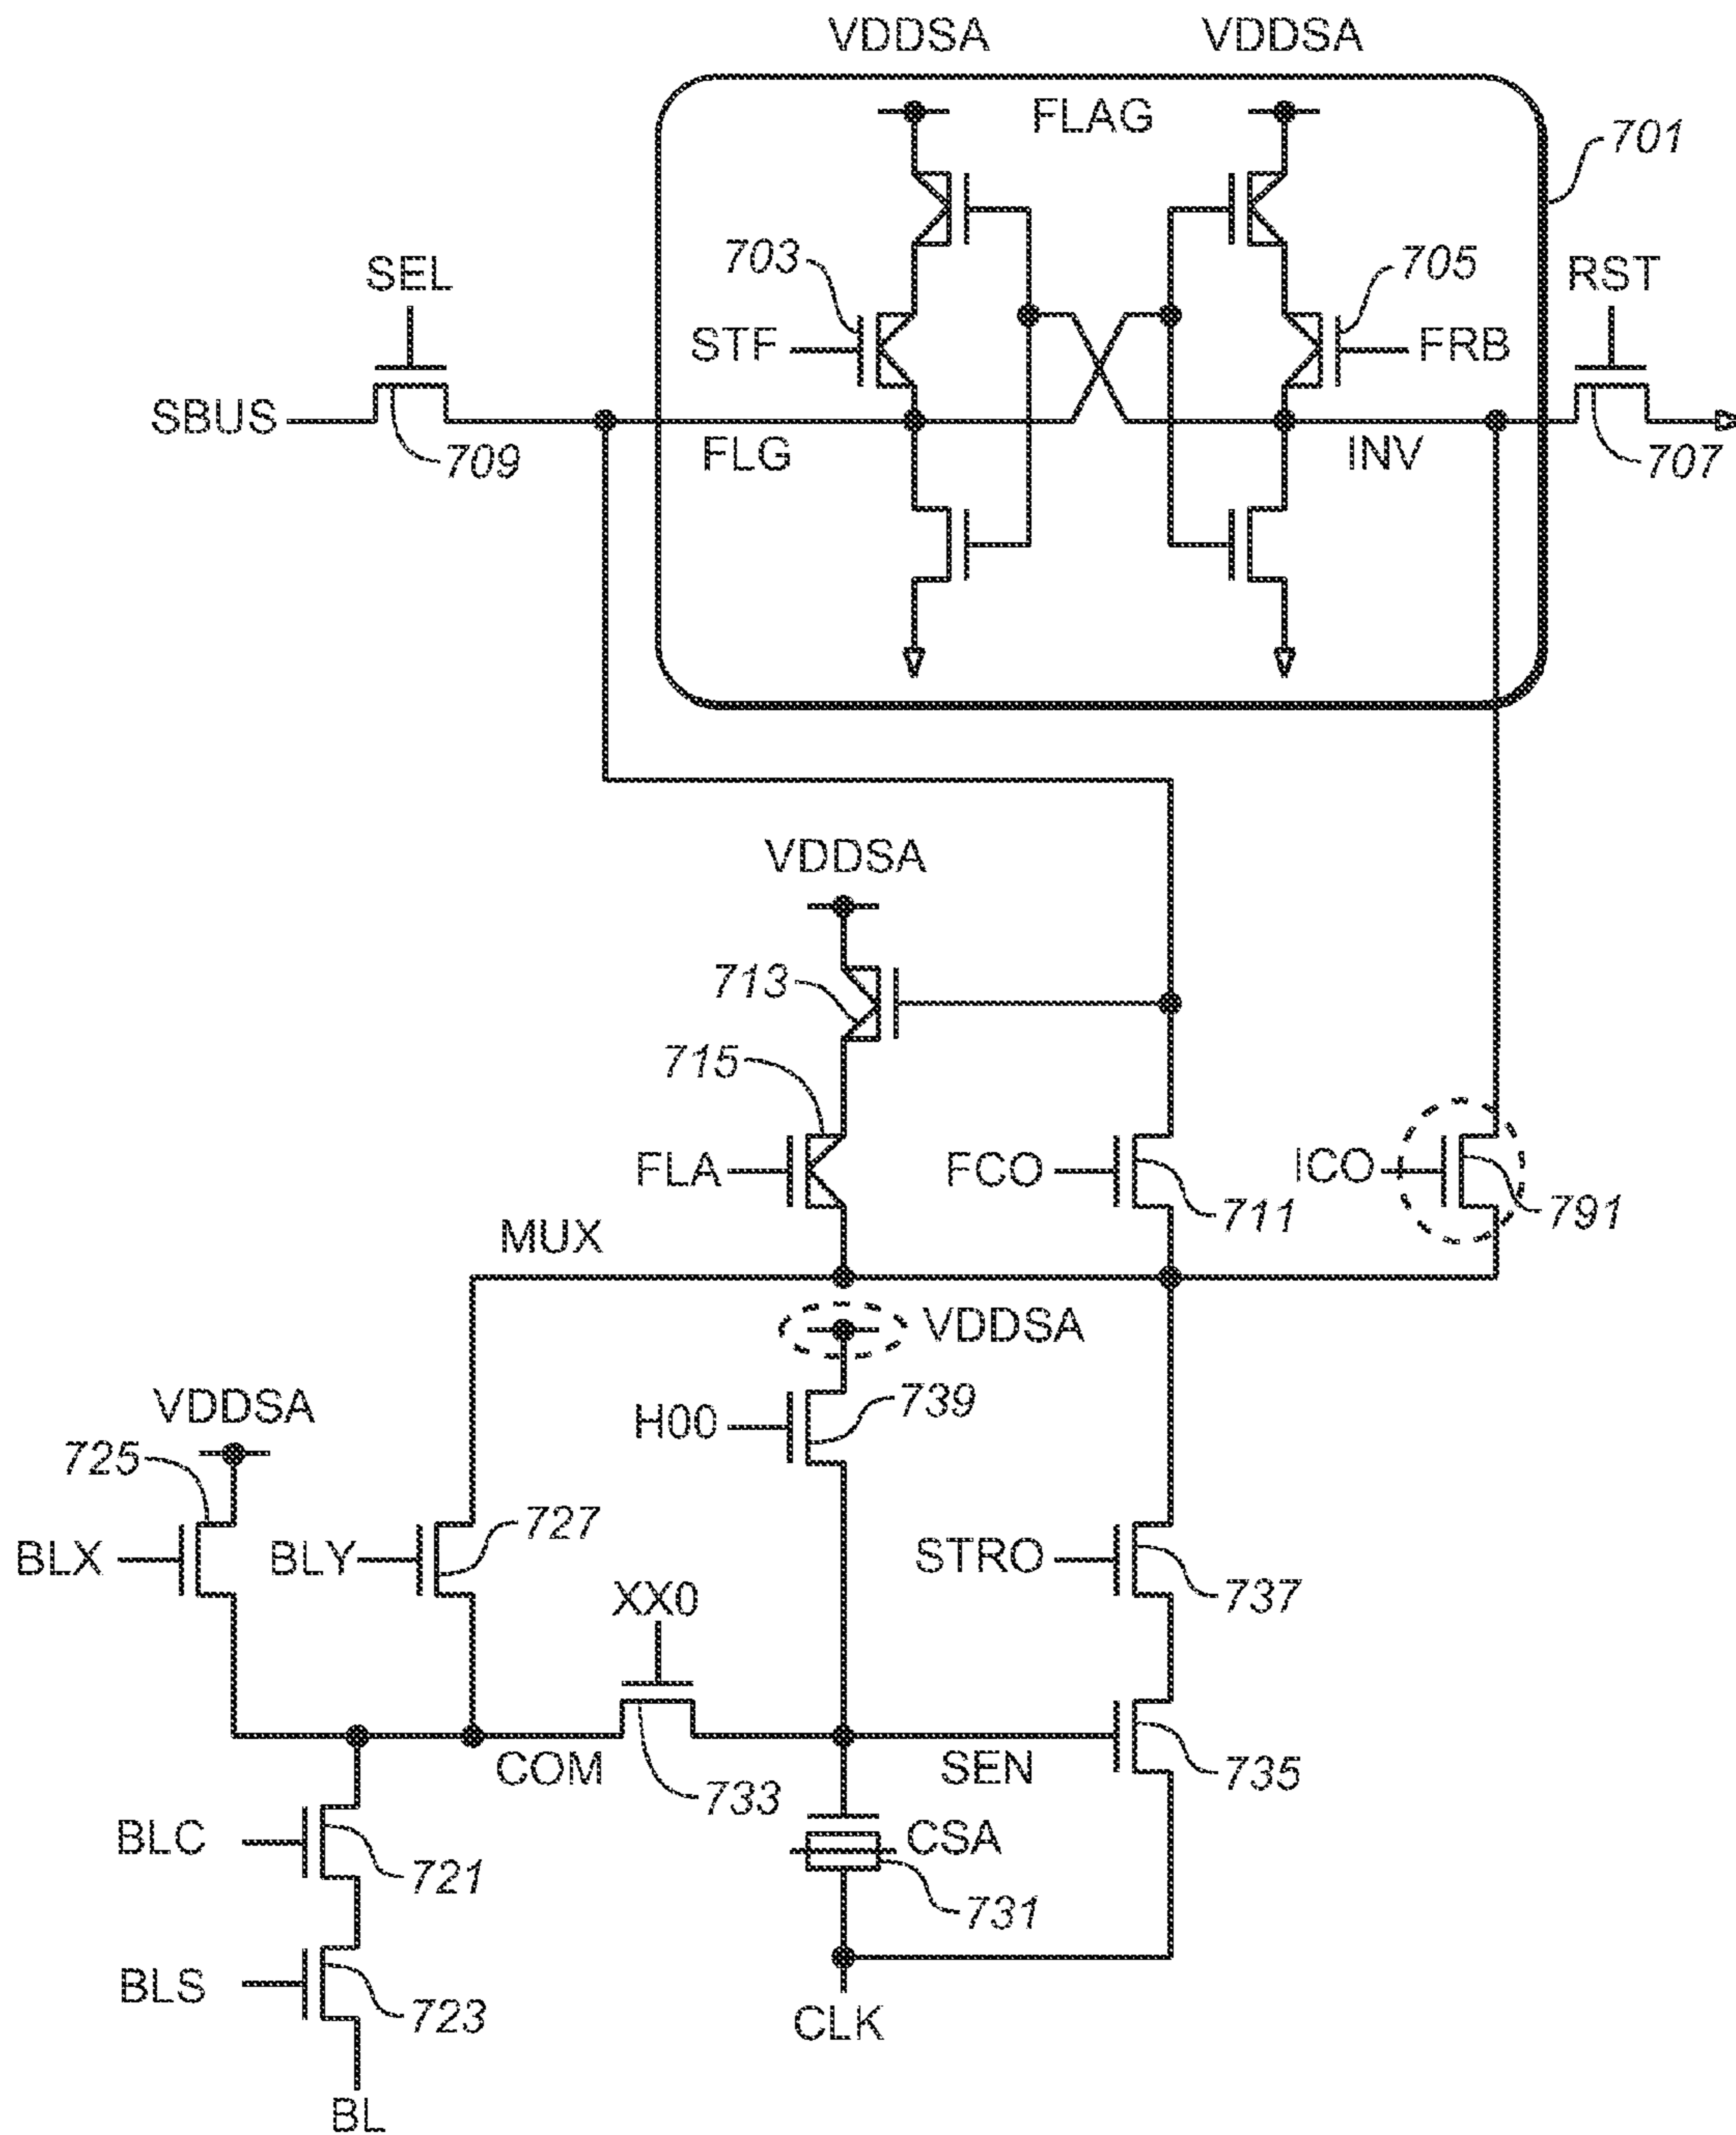 VDDSA VDDSA
FLAG
701
703
705
SEL
RST
STF
FRB
SBUS
FLG
INV
709
707
VDDSA
713
715
FLA
FCO
ICO
711
791
MUX
VDDSA
VDDSA
H00
739
725
BLX
BLY
727
STRO
737
XX0
COM
SEN
733
735
BLC
721
CSA
731
BLS
723
CLK
BL